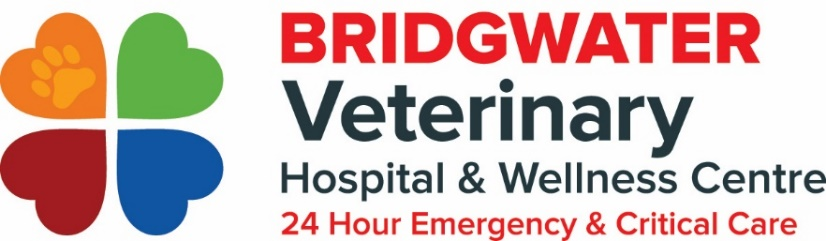 BRIDGWATER
Veterinary
Hospital & Wellness Centre
24 Hour Emergency & Critical Care